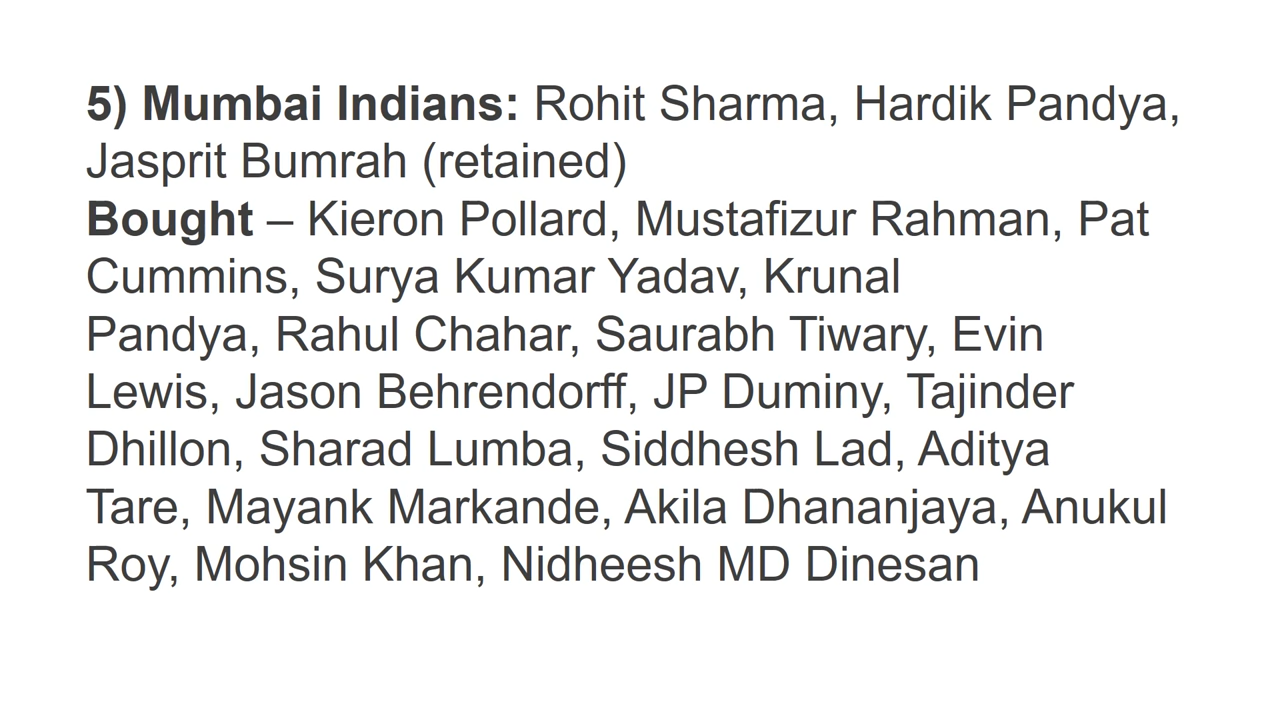 5) Mumbai Indians: Rohit Sharma, Hardik Pandya,
Jasprit Bumrah (retained)
Bought – Kieron Pollard, Mustafizur Rahman, Pat
Cummins, Surya Kumar Yadav, Krunal
Pandya, Rahul Chahar, Saurabh Tiwary, Evin
Lewis, Jason Behrendorff, JP Duminy, Tajinder
Dhillon, Sharad Lumba, Siddhesh Lad, Aditya
Tare, Mayank Markande, Akila Dhananjaya, Anukul
Roy, Mohsin Khan, Nidheesh MD Dinesan